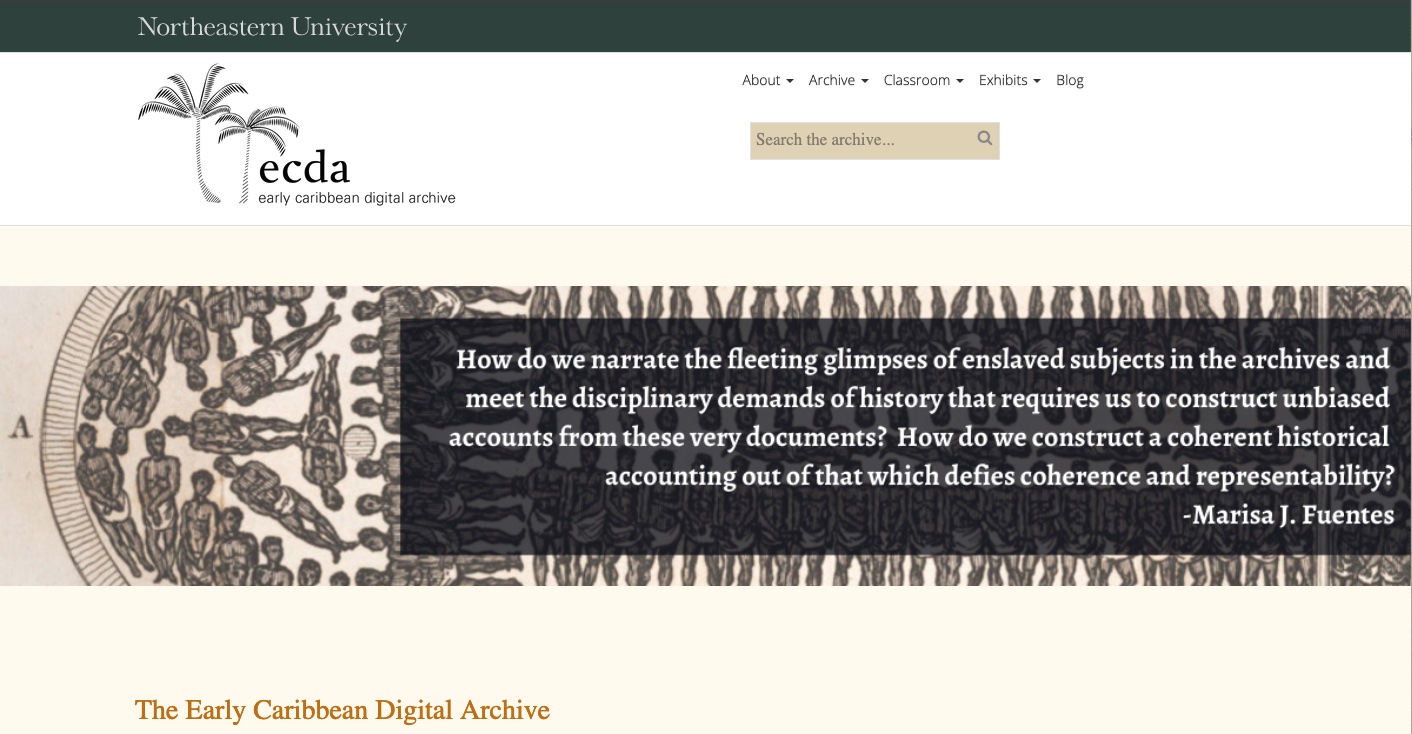 Northeastern University
About Archive Classroom Exhibits Blog
Search the archive...
ecda
early caribbean digital archive
A
How do we narrate the fleeting glimpses of enslaved subjects in the archives and
meet the disciplinary demands of history that requires us to construct unbiased
accounts from these very documents? How do we construct a coherent historical
accounting out of that which defies coherence and representability?
-Marisa J. Fuentes
The Early Caribbean Digital Archive